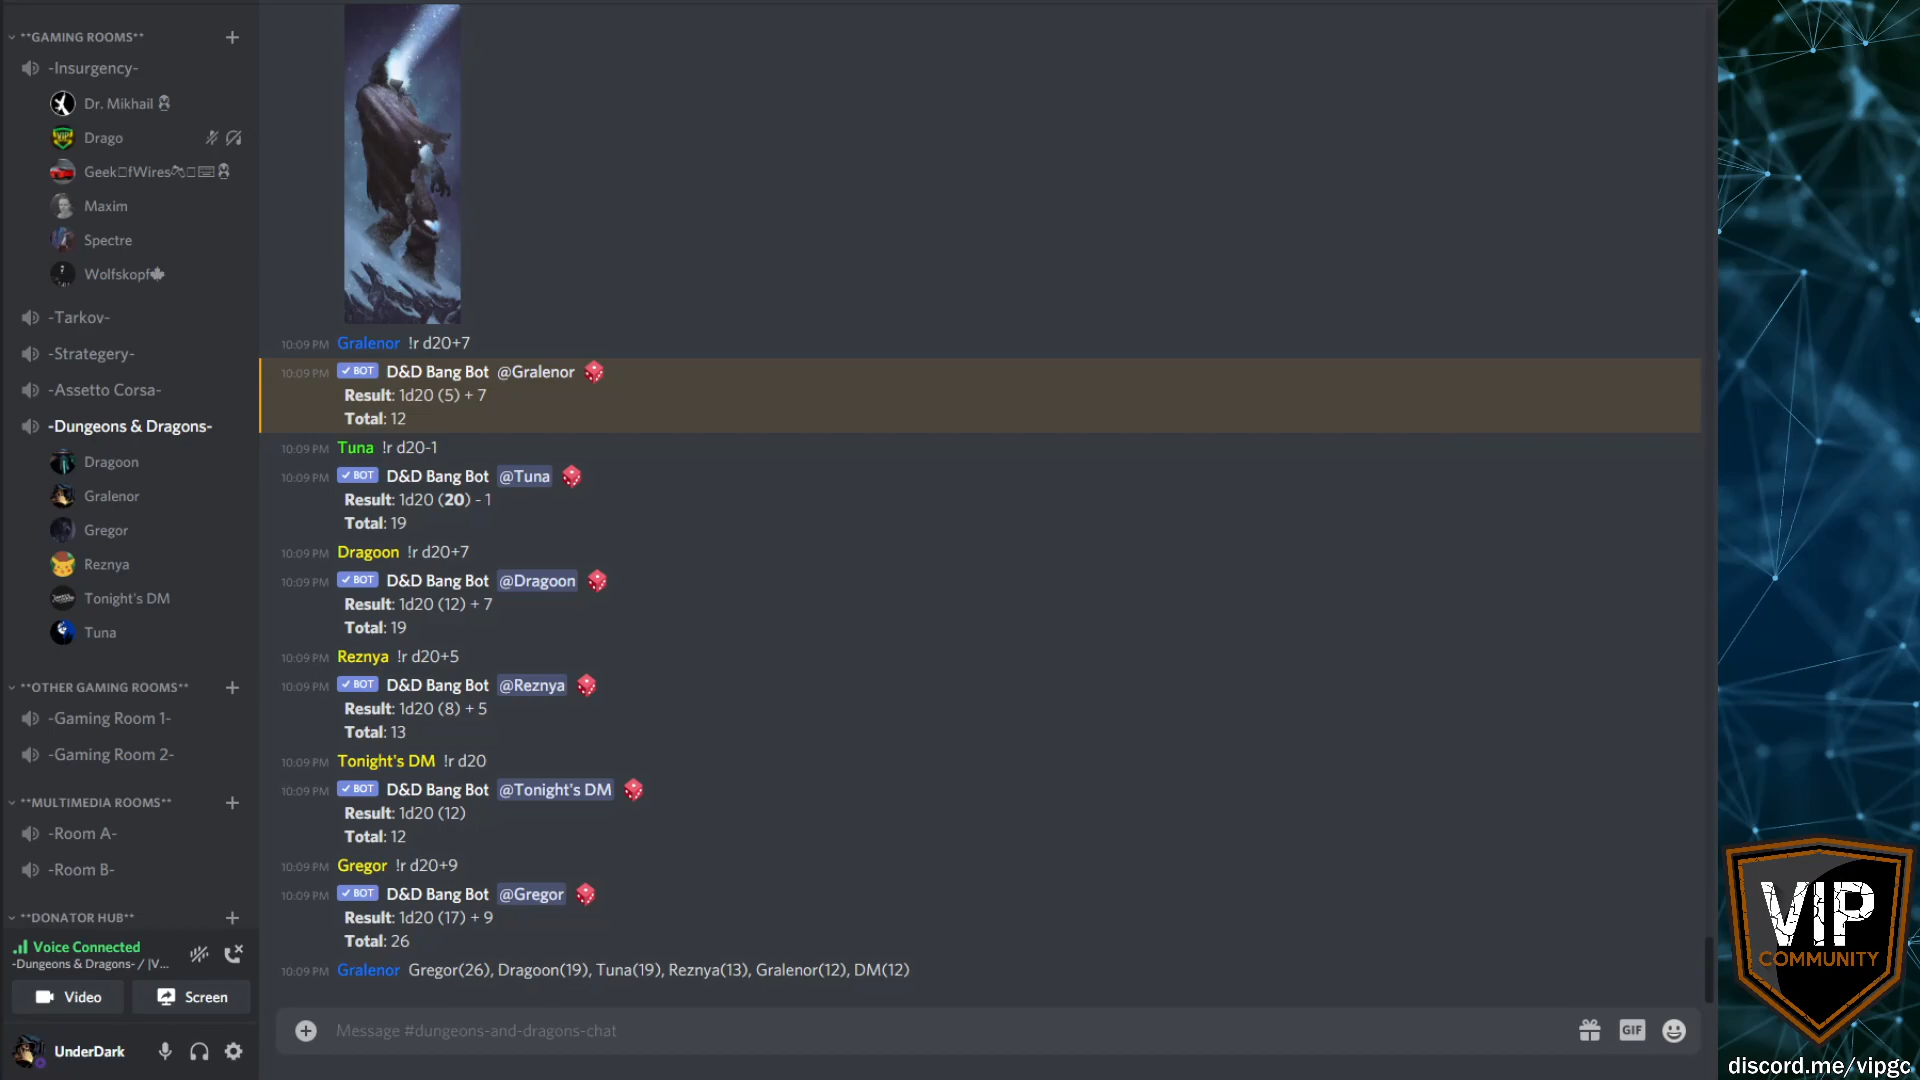 **GAMING ROOMS**
-Insurgency-
Dr. Mikhail
Drago
Geek▯fWires
Maxim
Spectre
Wolfskopf
-Tarkov-
-Strategery-
-Assetto Corsa-
-Dungeons & Dragons-
Dragoon
Gralenor
Gregor
Reznya
Tonight's DM
Tuna
**OTHER GAMING ROOMS**
-Gaming Room 1-
-Gaming Room 2-
**MULTIMEDIA ROOMS**
-Room A-
-Room B-
**DONATOR HUB**
Voice Connected
-Dungeons & Dragons- / |V...
Video
Screen
UnderDark
10:09 PM Gralenor !r d20+7
10:09 PM BOT D&D Bang Bot @Gralenor
Result: 1d20 (5) + 7
Total: 12
10:09 PM Tuna !r d20-1
10:09 PM BOT D&D Bang Bot @Tuna
Result: 1d20 (20) - 1
Total: 19
10:09 PM Dragoon !r d20+7
10:09 PM BOT D&D Bang Bot @Dragoon
Result: 1d20 (12) + 7
Total: 19
10:09 PM Reznya !r d20+5
10:09 PM BOT D&D Bang Bot @Reznya
Result: 1d20 (8) + 5
Total: 13
10:09 PM Tonight's DM !r d20
10:09 PM BOT D&D Bang Bot @Tonight's DM
Result: 1d20 (12)
Total: 12
10:09 PM Gregor !r d20+9
10:09 PM BOT D&D Bang Bot @Gregor
Result: 1d20 (17) + 9
Total: 26
10:09 PM Gralenor Gregor(26), Dragoon(19), Tuna(19), Reznya(13), Gralenor(12), DM(12)
Message #dungeons-and-dragons-chat
GIF
VIP
COMMUNITY
discord.me/vipgc